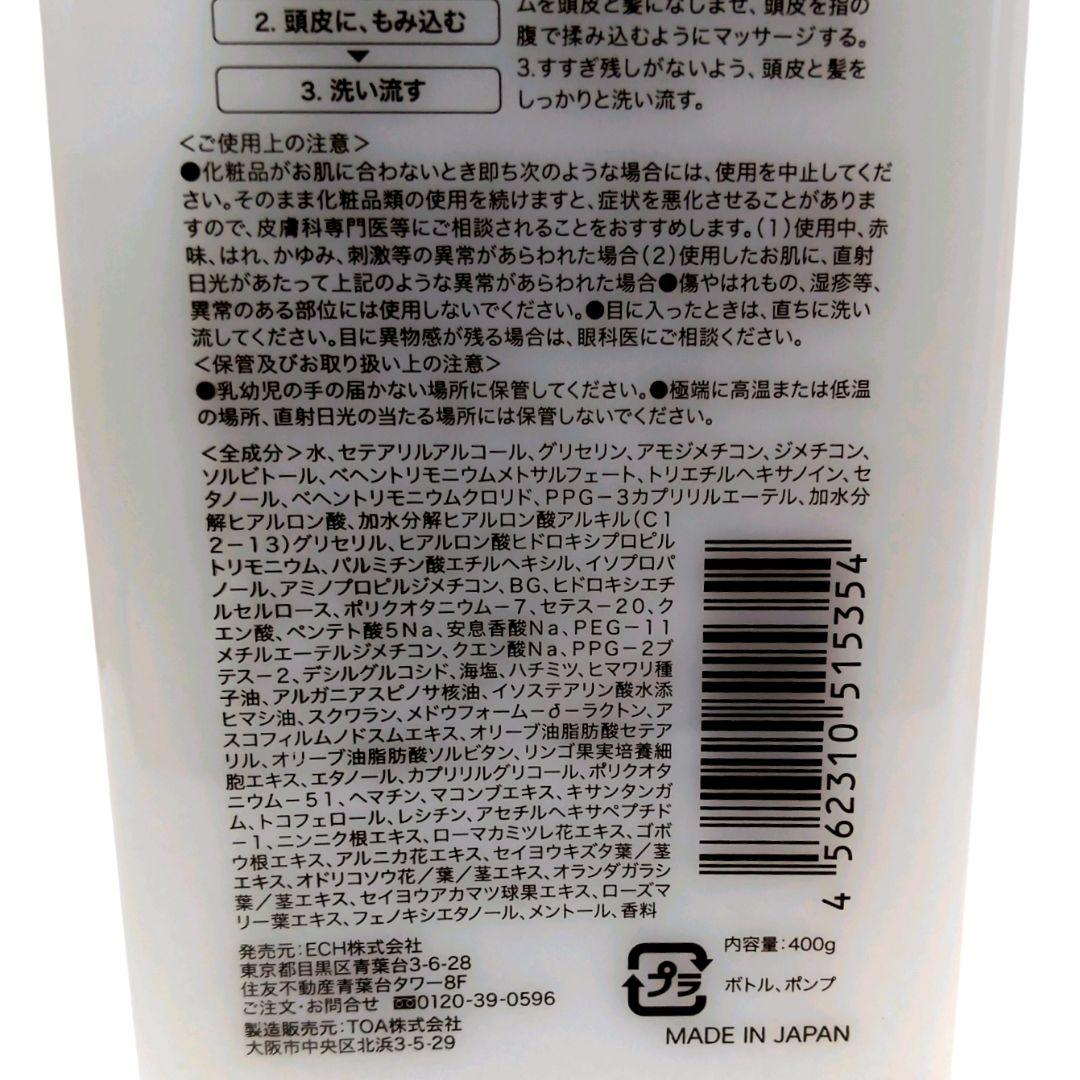 2. 頭皮に、もみ込む
3. 洗い流す
ムを頭皮と髪になじませ、頭皮を指の
腹で揉み込むようにマッサージする。
3.すすぎ残しがないよう、頭皮と髪を
しっかりと洗い流す。
＜ご使用上の注意＞
●化粧品がお肌に合わないとき即ち次のような場合には、使用を中止してくだ
さい。そのまま化粧品類の使用を続けますと、症状を悪化させることがありま
すので、皮膚科専門医等にご相談されることをおすすめします。(1)使用中、赤
味、はれ、かゆみ、刺激等の異常があらわれた場合(2)使用したお肌に、直射
日光があたって上記のような異常があらわれた場合●傷やはれもの、湿疹等、
異常のある部位には使用しないでください。●目に入ったときは、直ちに洗い
流してください。目に異物感が残る場合は、眼科医にご相談ください。
＜保管及びお取り扱い上の注意＞
●乳幼児の手の届かない場所に保管してください。●極端に高温または低温
の場所、直射日光の当たる場所には保管しないでください。
＜全成分＞水、セテアリルアルコール、グリセリン、アモジメチコン、ジメチコン、
ソルビトール、ベヘントリモニウムメトサルフェート、トリエチルヘキサノイン、セ
タノール、ベヘントリモニウムクロリド、PPG－3カプリリルエーテル、加水分
解ヒアルロン酸、加水分解ヒアルロン酸アルキル(C1
2－13)グリセリル、ヒアルロン酸ヒドロキシプロピル
トリモニウム、パルミチン酸エチルヘキシル、イソプロパ
ノール、アミノプロピルジメチコン、BG、ヒドロキシエチ
ルセルロース、ポリクオタニウム－7、セテス－20、ク
エン酸、ペンテト酸5Na、安息香酸Na、PEG－11
メチルエーテルジメチコン、クエン酸Na、PPG－2ブ
テス－2、デシルグルコシド、海塩、ハチミツ、ヒマワリ種
子油、アルガニアスピノサ核油、イソステアリン酸水添
ヒマシ油、スクワラン、メドウフォーム－δ－ラクトン、ア
スコフィルムノドスムエキス、オリーブ油脂肪酸セテア
リル、オリーブ油脂肪酸ソルビタン、リンゴ果実培養細
胞エキス、エタノール、カプリリルグリコール、ポリクオタ
ニウム－51、ヘマチン、マコンブエキス、キサンタンガ
ム、トコフェロール、レシチン、アセチルヘキサペプチド
－1、ニンニク根エキス、ローマカミツレ花エキス、ゴボ
ウ根エキス、アルニカ花エキス、セイヨウキズタ葉／茎
エキス、オドリコソウ花／葉／茎エキス、オランダガラシ
葉／茎エキス、セイヨウアカマツ球果エキス、ローズマ
リー葉エキス、フェノキシエタノール、メントール、香料
4 562310 515354
発売元：ECH株式会社
東京都目黒区青葉台3-6-28
住友不動産青葉台タワー8F
ご注文・お問合せ 0120-39-0596
製造販売元：TOA株式会社
大阪市中央区北浜3-5-29
プラ
内容量：400g
ボトル、ポンプ
MADE IN JAPAN